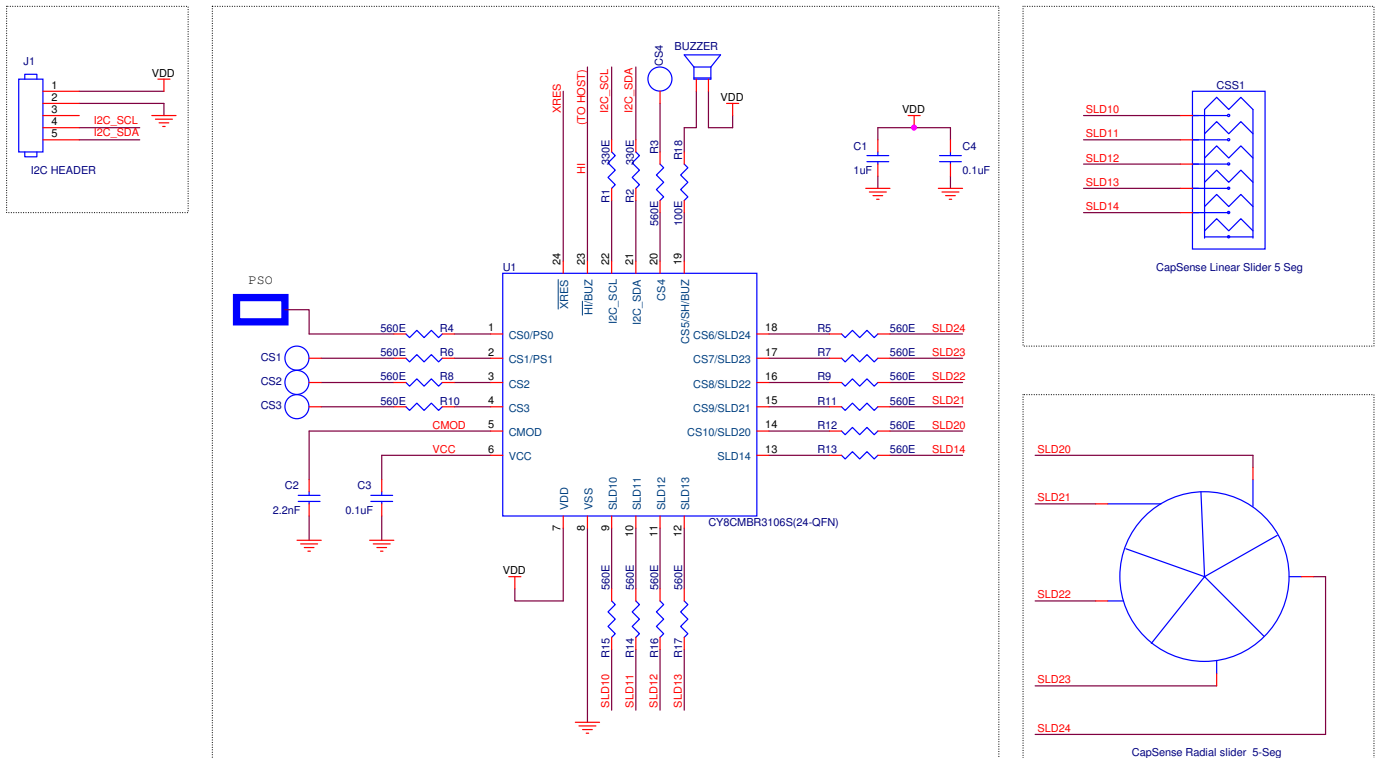 J1
VDD
1
2
3
4
5
I2C_SCL
I2C_SDA
I2C HEADER
XRES
HI
(TO HOST)
I2C_SCL
I2C_SDA
CS4
BUZZER
VDD
R1
330E
R2
330E
R3
560E
R18
100E
VDD
C1
1uF
C4
0.1uF
24
23
22
21
20
19
U1
XRES
HI/BUZ
I2C_SCL
I2C_SDA
CS4
CS5/SH/BUZ
PS0
560E R4 1 CS0/PS0
CS1 560E R6 2 CS1/PS1
CS2 560E R8 3 CS2
CS3 560E R10 4 CS3
CMOD 5 CMOD
VCC 6 VCC
CS6/SLD24 18 R5 560E SLD24
CS7/SLD23 17 R7 560E SLD23
CS8/SLD22 16 R9 560E SLD22
CS9/SLD21 15 R11 560E SLD21
CS10/SLD20 14 R12 560E SLD20
SLD14 13 R13 560E SLD14
C2
2.2nF
C3
0.1uF
VDD
VSS
SLD10
SLD11
SLD12
SLD13
7
8
9
10
11
12
CY8CMBR3106S(24-QFN)
VDD
560E
560E
560E
560E
R15
R14
R16
R17
SLD10
SLD11
SLD12
SLD13
CSS1
SLD10
SLD11
SLD12
SLD13
SLD14
CapSense Linear Slider 5 Seg
SLD20
SLD21
SLD22
SLD23
SLD24
CapSense Radial slider 5-Seg